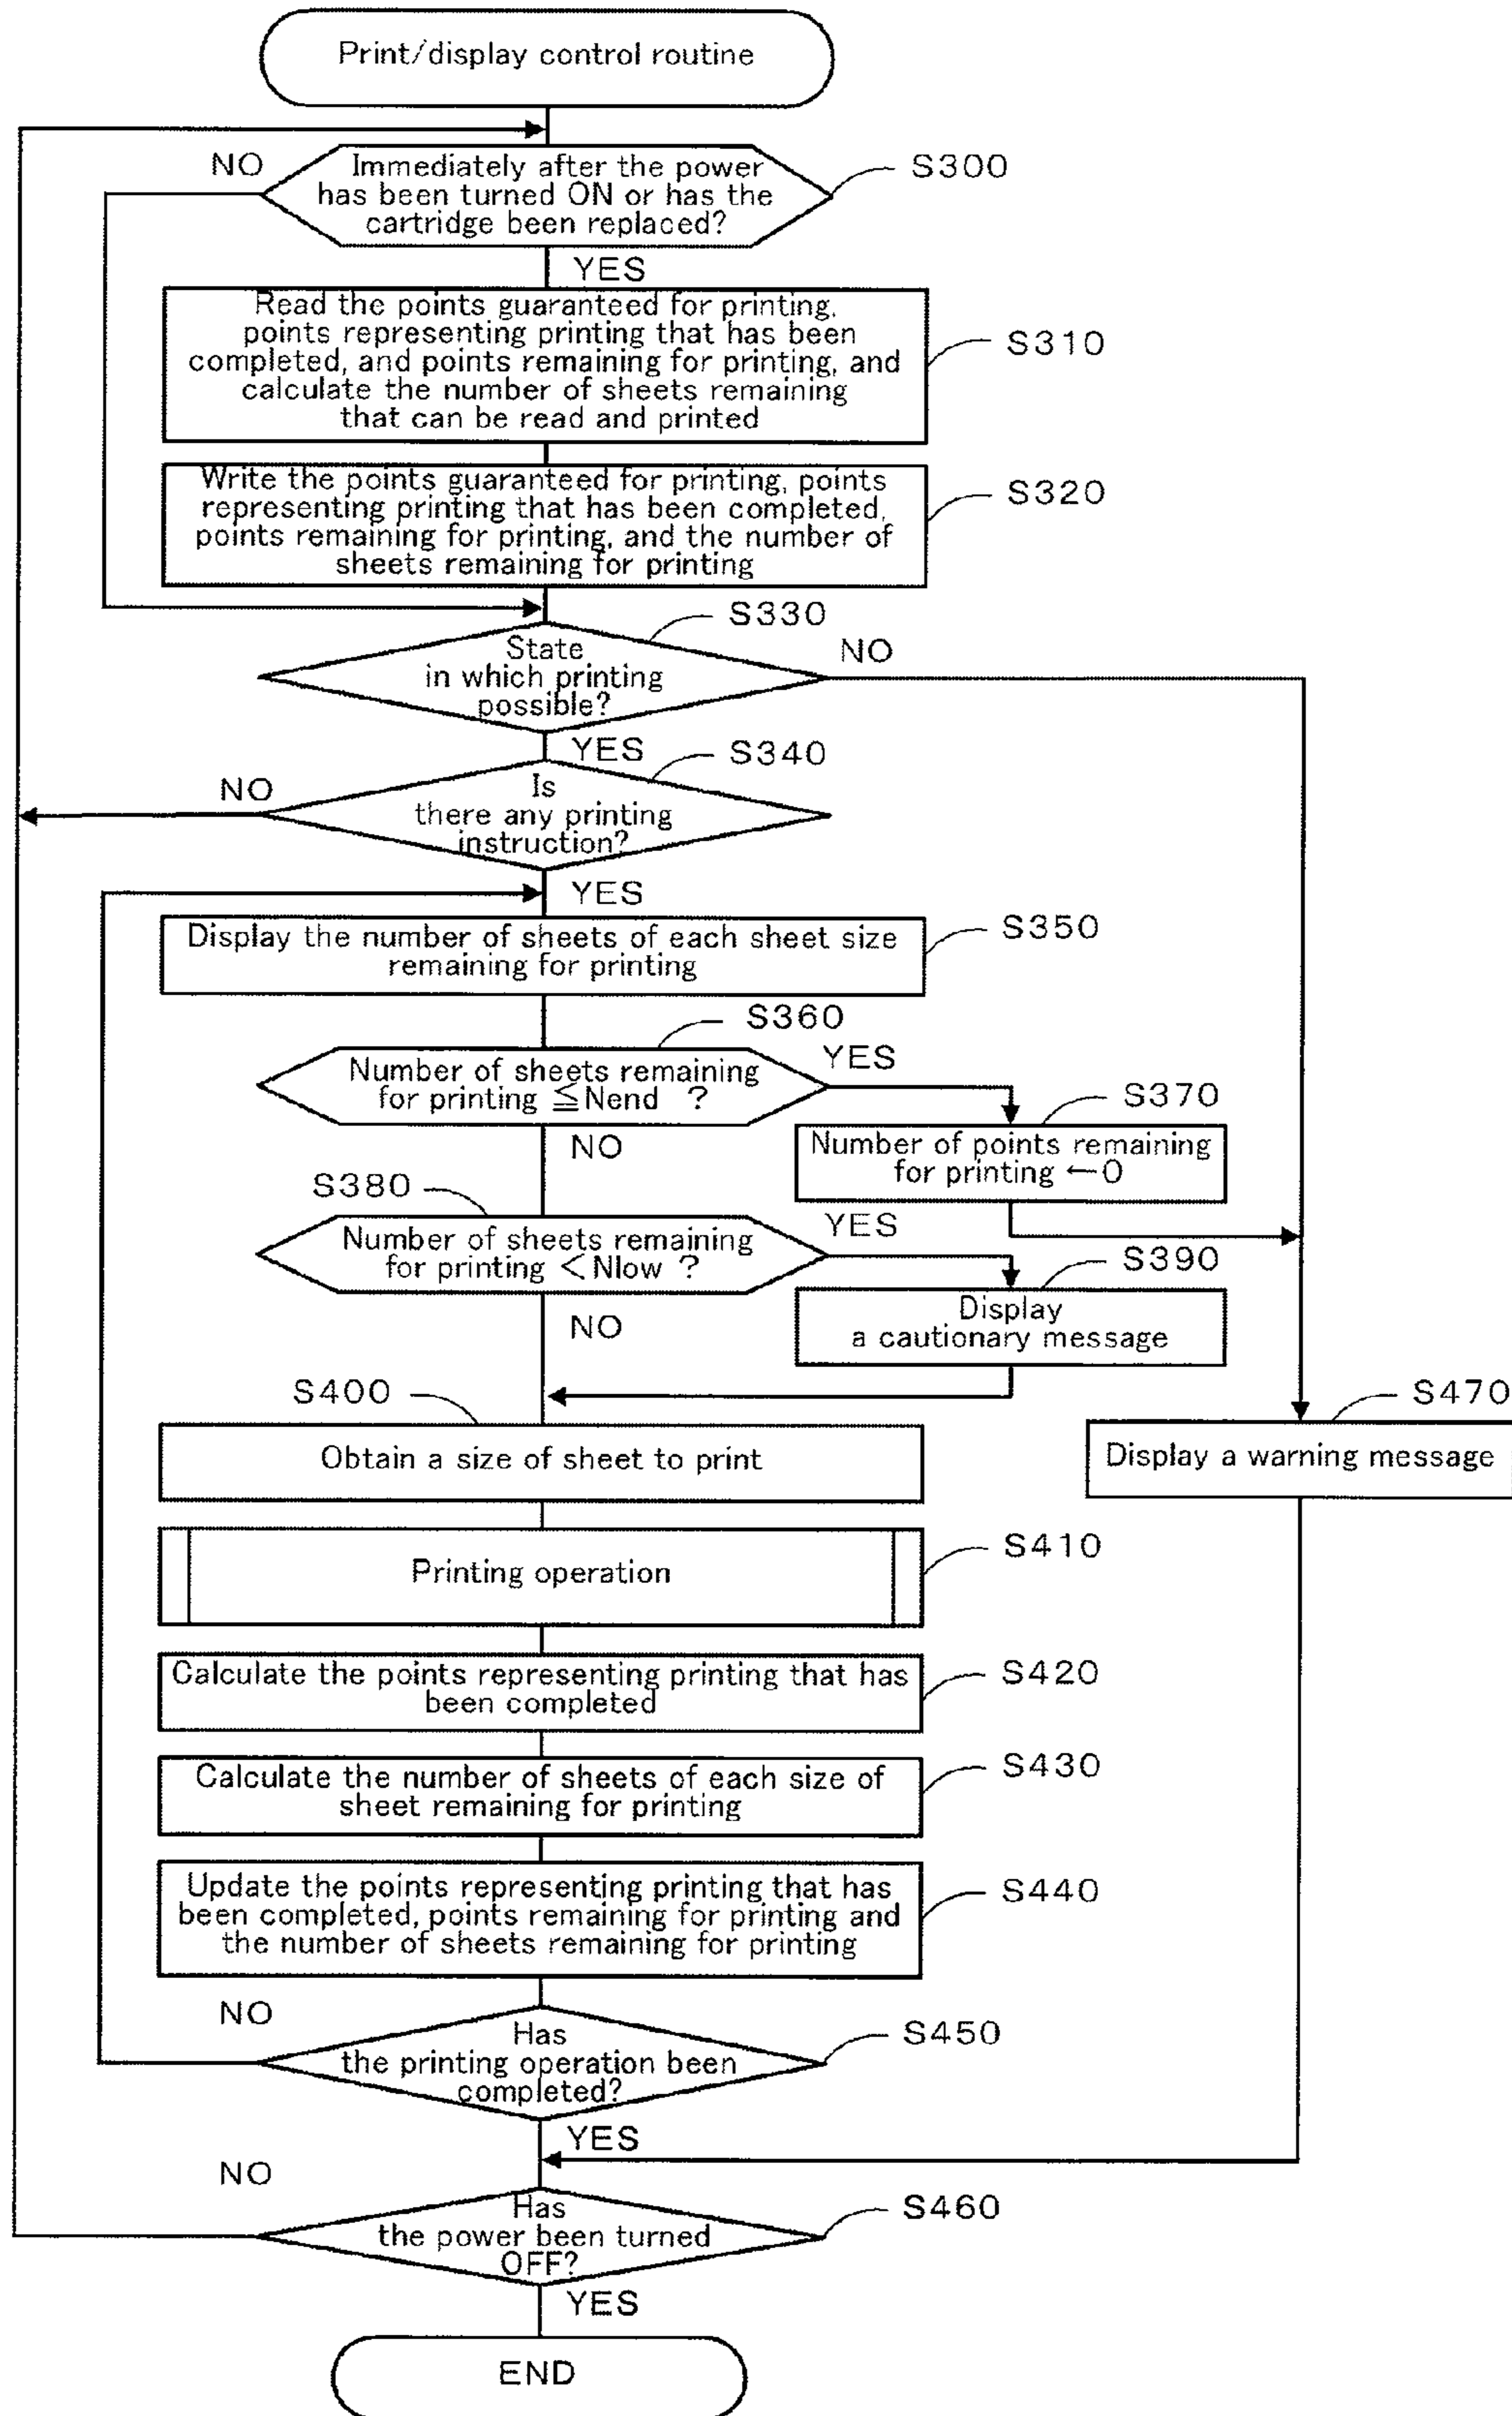 Print/display control routine
NO
Immediately after the power
has been turned ON or has the
cartridge been replaced?
S300
YES
Read the points guaranteed for printing,
points representing printing that has been
completed, and points remaining for printing, and
calculate the number of sheets remaining
that can be read and printed
S310
Write the points guaranteed for printing, points
representing printing that has been completed,
points remaining for printing, and the number of
sheets remaining for printing
S320
S330
State
in which printing
possible?
NO
YES
S340
NO
Is
there any printing
instruction?
YES
Display the number of sheets of each sheet size
remaining for printing
S350
S360
Number of sheets remaining
for printing ≦Nend ?
YES
S370
NO
Number of points remaining
for printing ←0
S380
Number of sheets remaining
for printing <Nlow ?
YES
S390
NO
Display
a cautionary message
S400
S470
Obtain a size of sheet to print
Display a warning message
Printing operation
S410
Calculate the points representing printing that has
been completed
S420
Calculate the number of sheets of each size of
sheet remaining for printing
S430
Update the points representing printing that has
been completed, points remaining for printing and
the number of sheets remaining for printing
S440
NO
Has
the printing operation been
completed?
S450
YES
NO
Has
the power been turned
OFF?
S460
YES
END